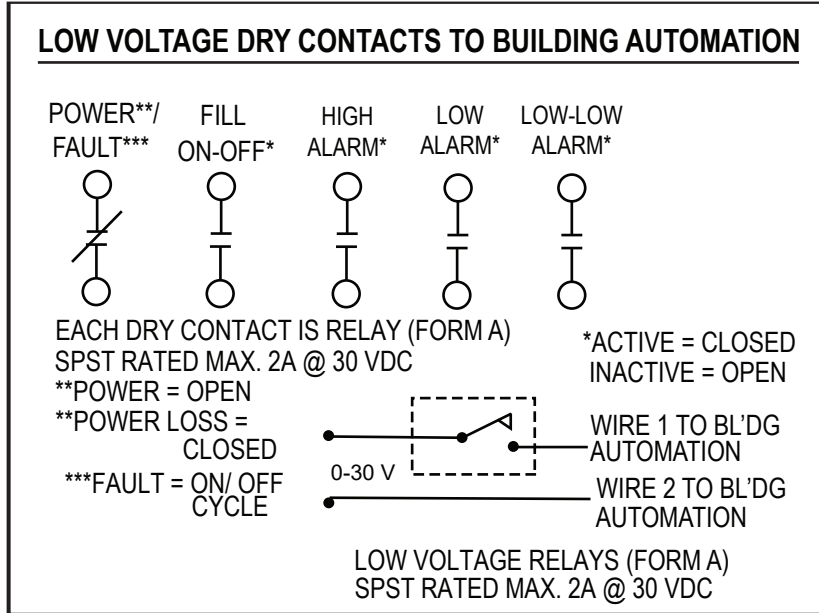 LOW VOLTAGE DRY CONTACTS TO BUILDING AUTOMATION
POWER**/
FAULT***
FILL
ON-OFF*
HIGH
ALARM*
LOW
ALARM*
LOW-LOW
ALARM*
EACH DRY CONTACT IS RELAY (FORM A)
SPST RATED MAX. 2A @ 30 VDC
**POWER = OPEN
**POWER LOSS =
CLOSED
***FAULT = ON/ OFF
CYCLE
*ACTIVE = CLOSED
INACTIVE = OPEN
0-30 V
WIRE 1 TO BL'DG
AUTOMATION
WIRE 2 TO BL'DG
AUTOMATION
LOW VOLTAGE RELAYS (FORM A)
SPST RATED MAX. 2A @ 30 VDC